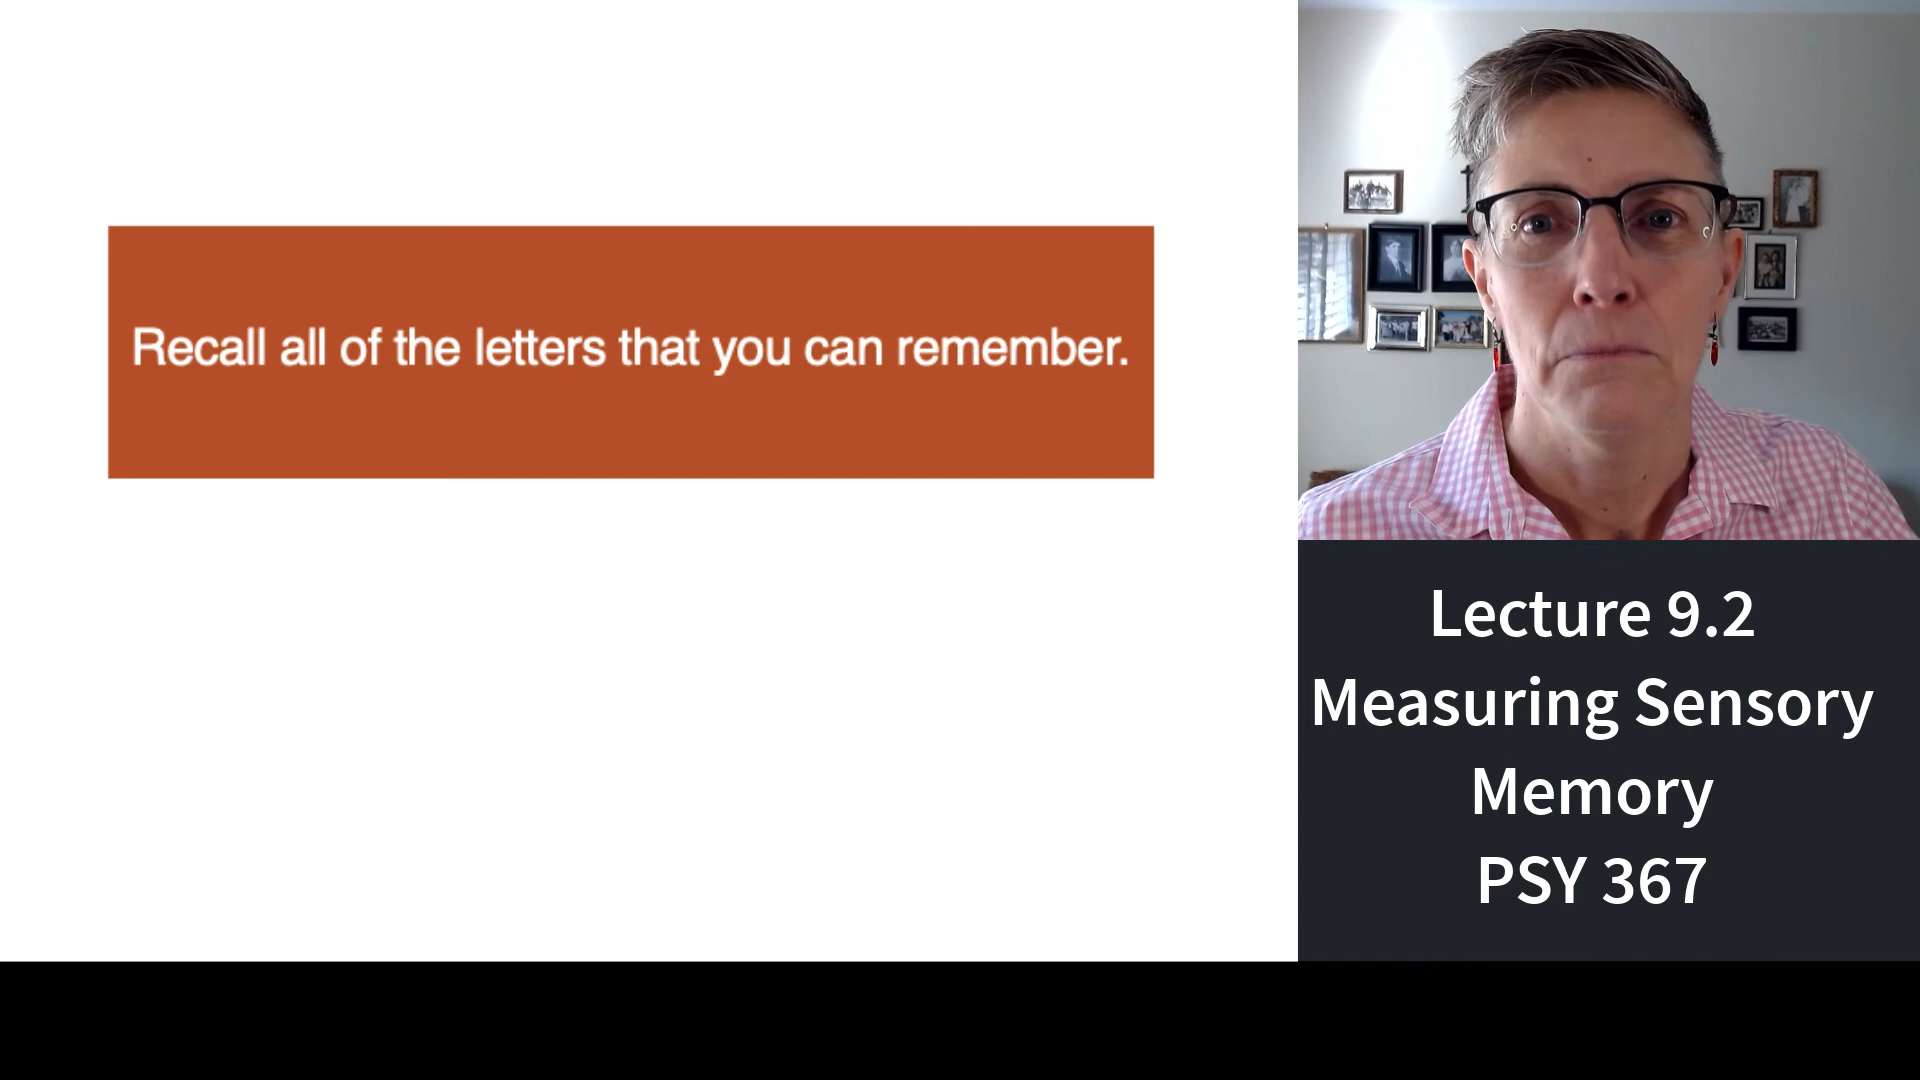 Recall all of the letters that you can remember.
Lecture 9.2
Measuring Sensory
Memory
PSY 367